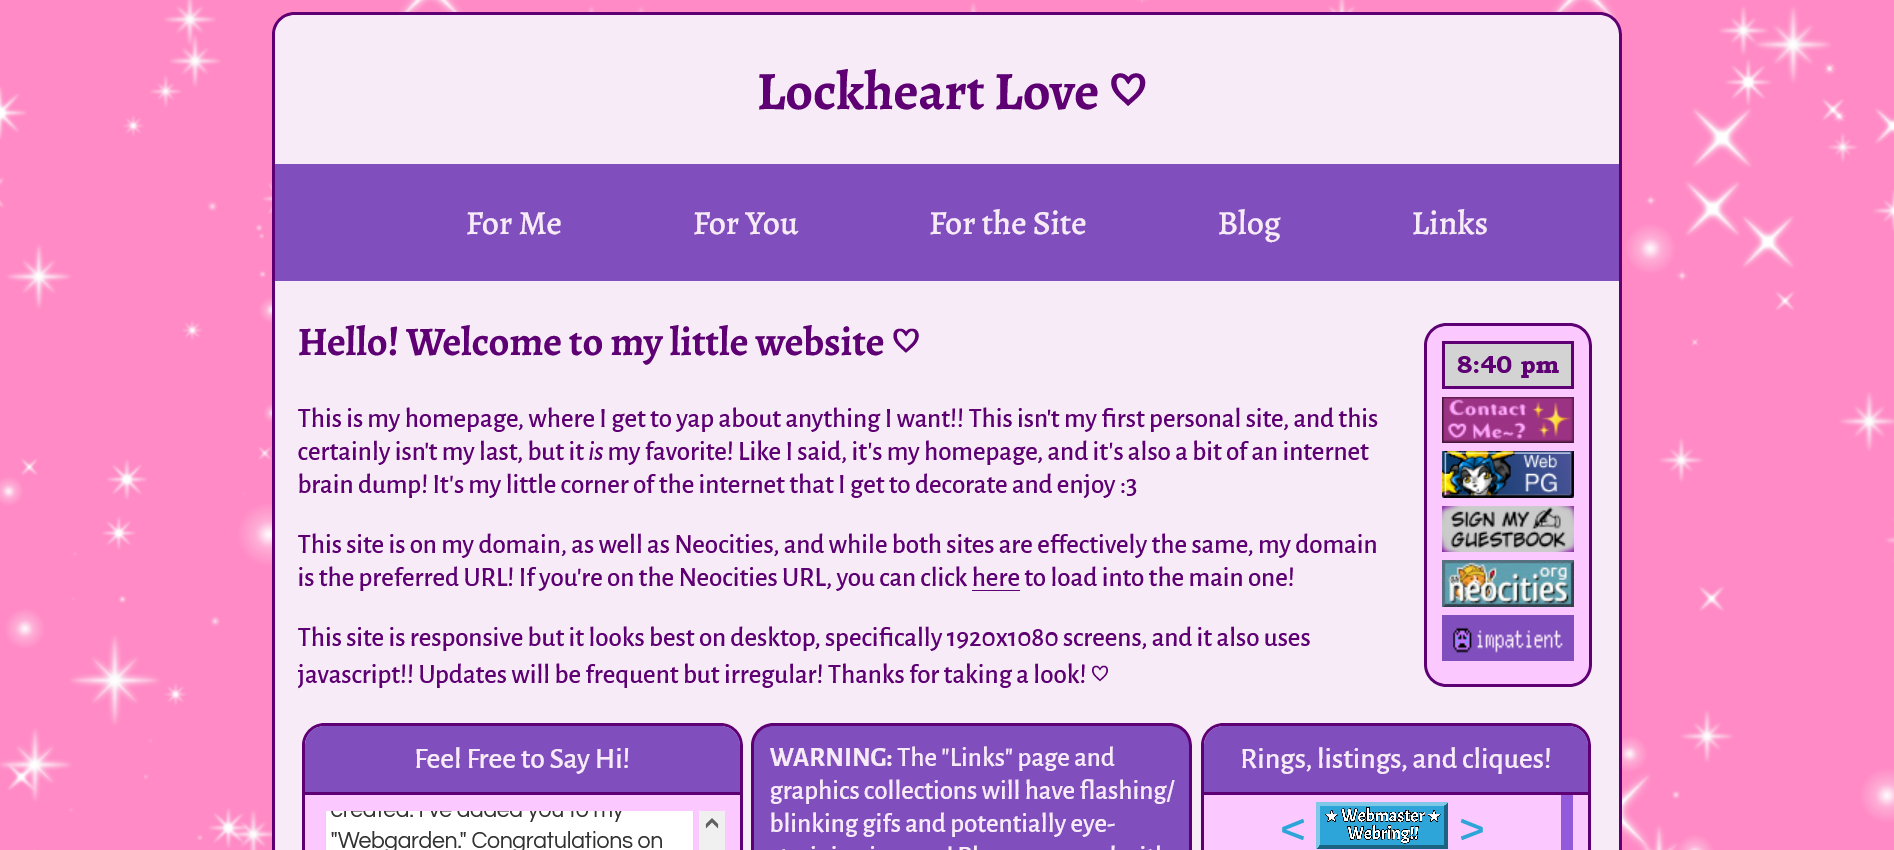 Lockheart Love ♡
For Me For You For the Site Blog Links
Hello! Welcome to my little website ♡
This is my homepage, where I get to yap about anything I want!! This isn't my first personal site, and this
certainly isn't my last, but it is my favorite! Like I said, it's my homepage, and it's also a bit of an internet
brain dump! It's my little corner of the internet that I get to decorate and enjoy :3
This site is on my domain, as well as Neocities, and while both sites are effectively the same, my domain
is the preferred URL! If you're on the Neocities URL, you can click here to load into the main one!
This site is responsive but it looks best on desktop, specifically 1920x1080 screens, and it also uses
javascript!! Updates will be frequent but irregular! Thanks for taking a look! ♡
8:40 pm
Contact
♡ Me~?
Web
PG
SIGN MY
GUESTBOOK
org
neocities
impatient
Feel Free to Say Hi!
created. I've added you to my
"Webgarden." Congratulations on
WARNING: The "Links" page and
graphics collections will have flashing/
blinking gifs and potentially eye-
Rings, listings, and cliques!
< ★ Webmaster ★ >
Webring!!